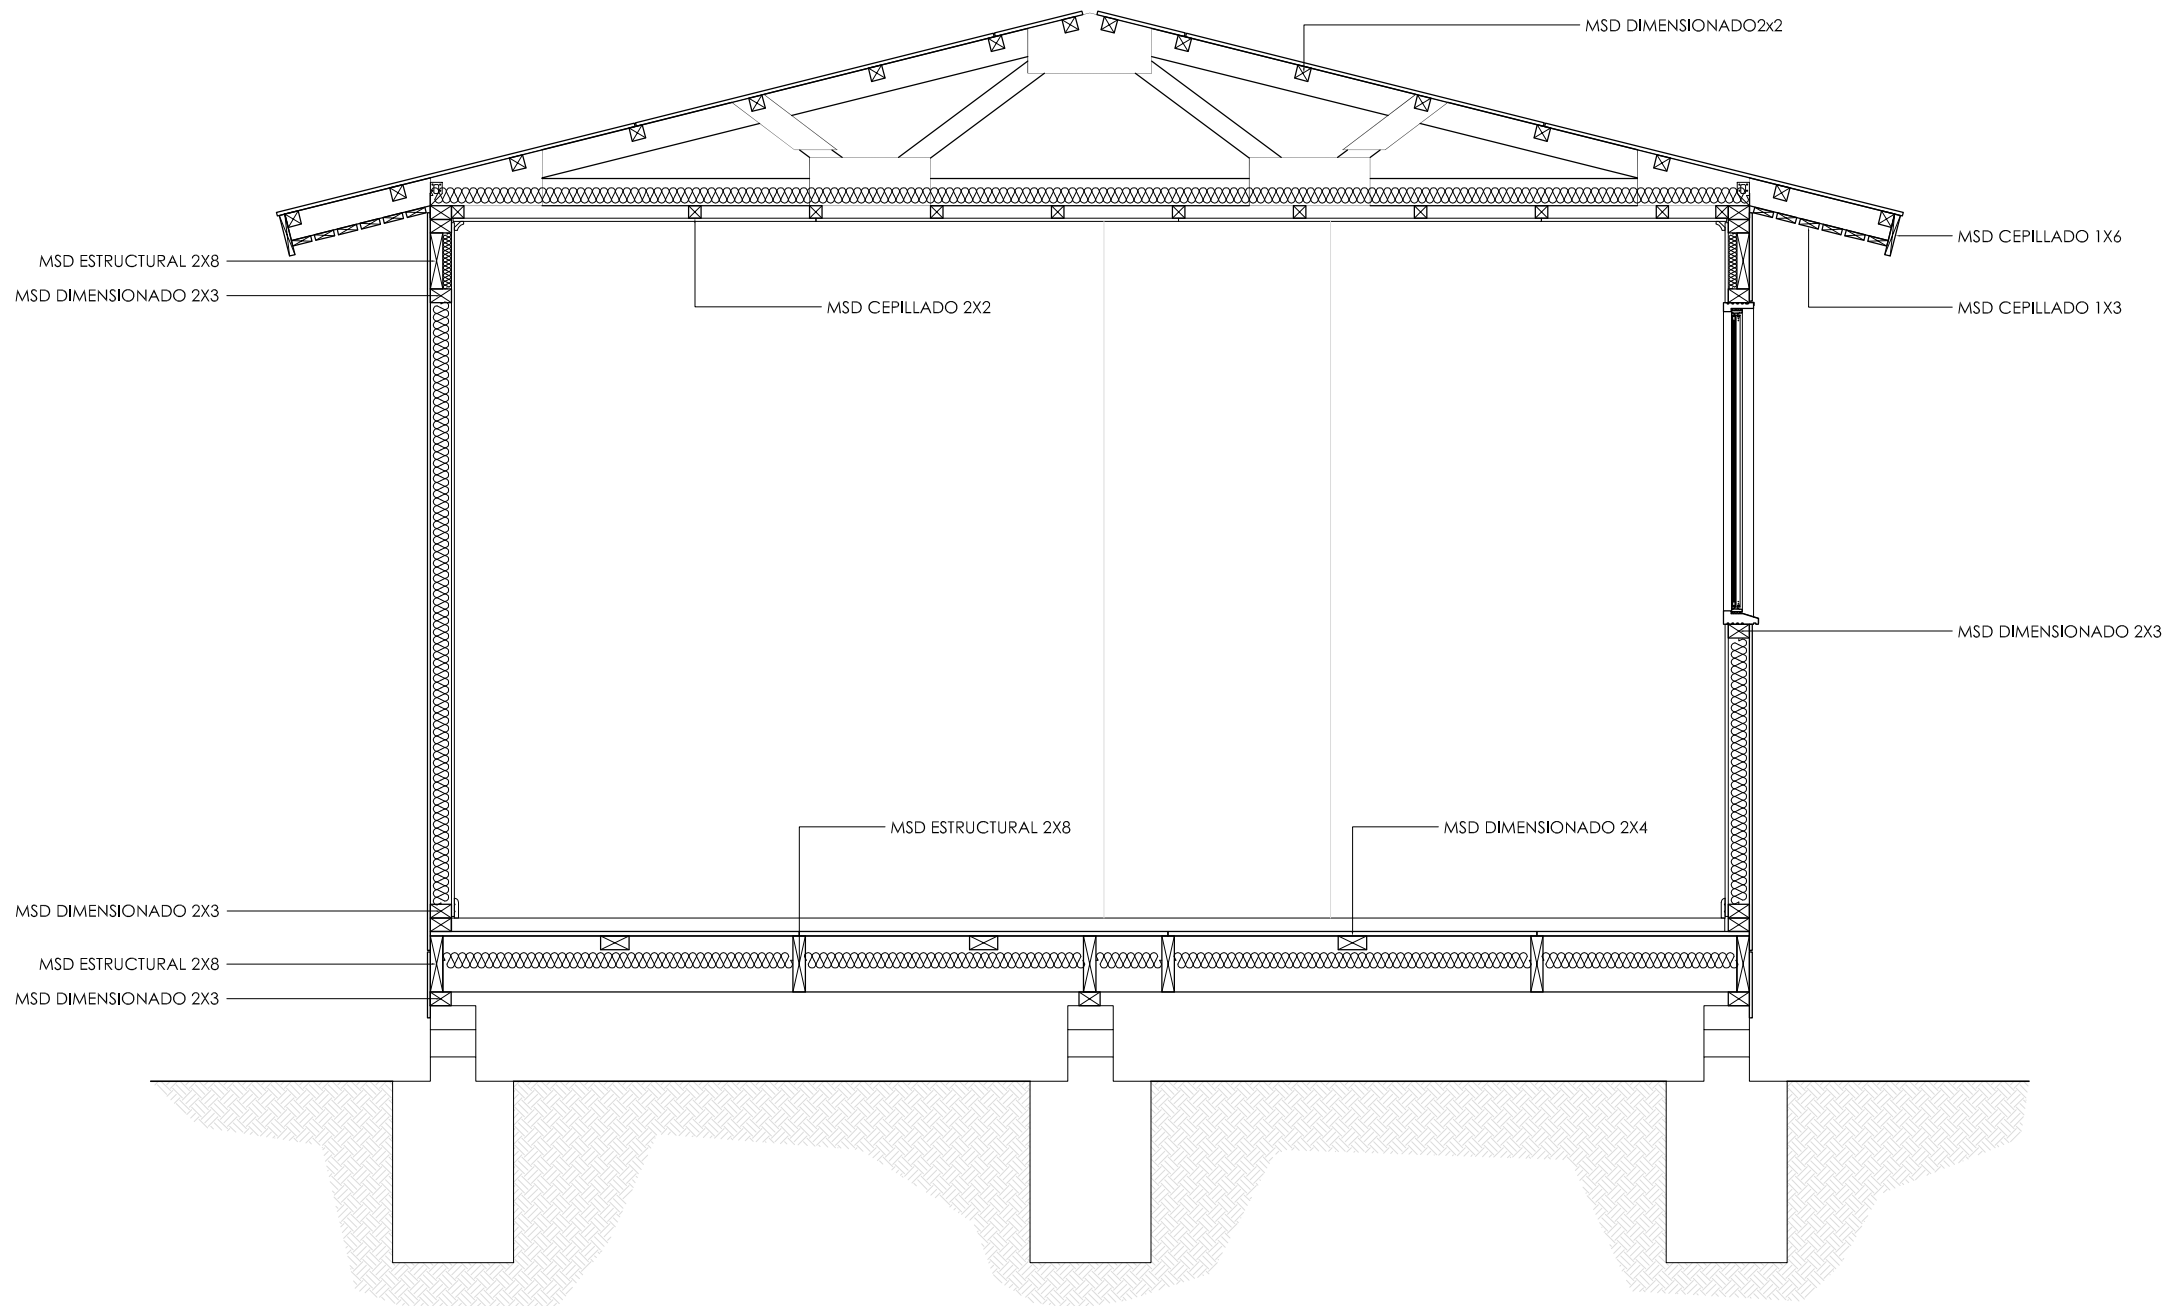 MSD DIMENSIONADO2x2
MSD CEPILLADO 1X6
MSD ESTRUCTURAL 2X8
MSD DIMENSIONADO 2X3
MSD CEPILLADO 2X2
MSD CEPILLADO 1X3
MSD DIMENSIONADO 2X3
MSD ESTRUCTURAL 2X8
MSD DIMENSIONADO 2X4
MSD DIMENSIONADO 2X3
MSD ESTRUCTURAL 2X8
MSD DIMENSIONADO 2X3